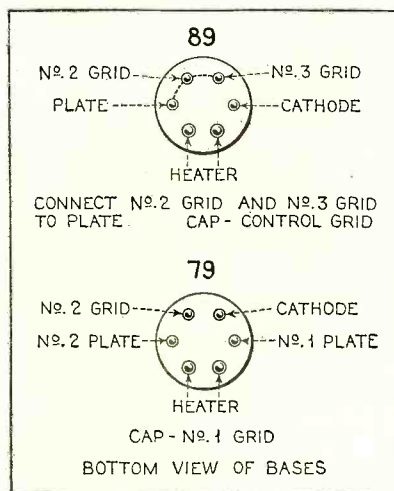 89
Nº.2 GRID Nº.3 GRID
PLATE CATHODE
HEATER
CONNECT Nº.2 GRID AND Nº.3 GRID
TO PLATE CAP - CONTROL GRID
79
Nº.2 GRID CATHODE
Nº.2 PLATE Nº.1 PLATE
HEATER
CAP - Nº.1 GRID
BOTTOM VIEW OF BASES